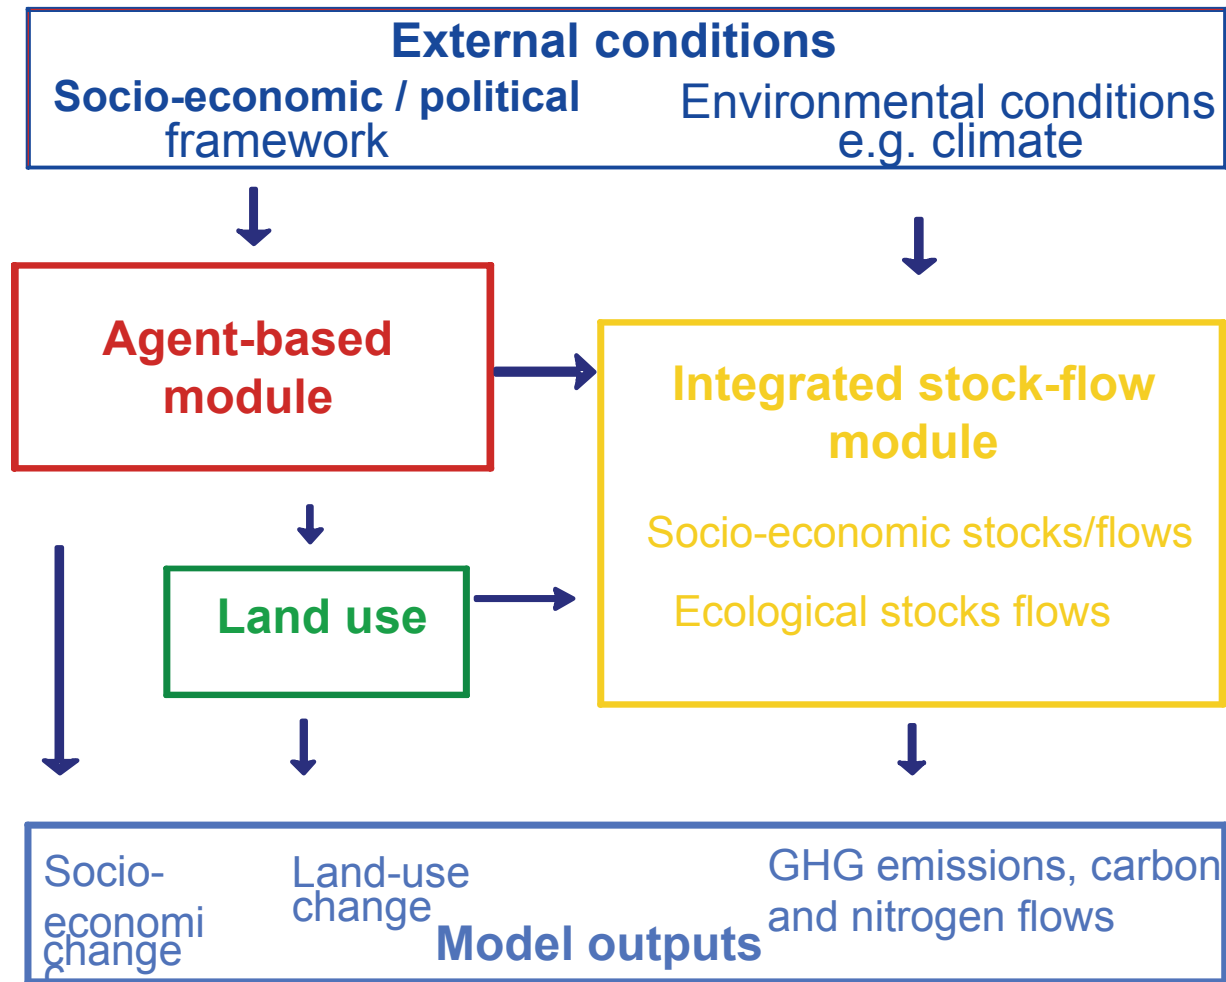 External conditions
Socio-economic / political
framework
Environmental conditions
e.g. climate
Agent-based
module
Integrated stock-flow
module
Socio-economic stocks/flows
Ecological stocks flows
Land use
Socio-
economi
change
Land-use
change
GHG emissions, carbon
and nitrogen flows
Model outputs